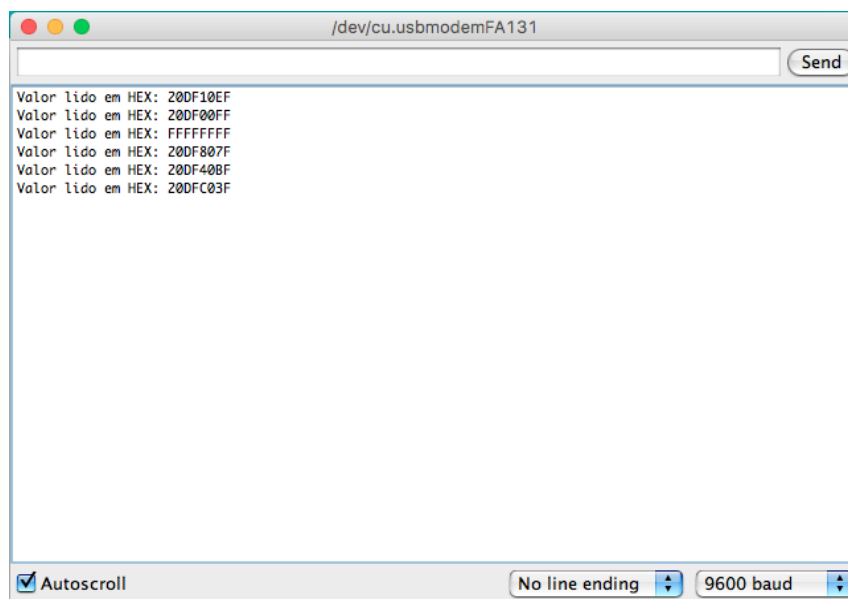 /dev/cu.usbmodemFA131
Send
Valor lido em HEX: 20DF10EF
Valor lido em HEX: 20DF00FF
Valor lido em HEX: FFFFFFFF
Valor lido em HEX: 20DF807F
Valor lido em HEX: 20DF40BF
Valor lido em HEX: 20DFC03F
Autoscroll
No line ending
9600 baud